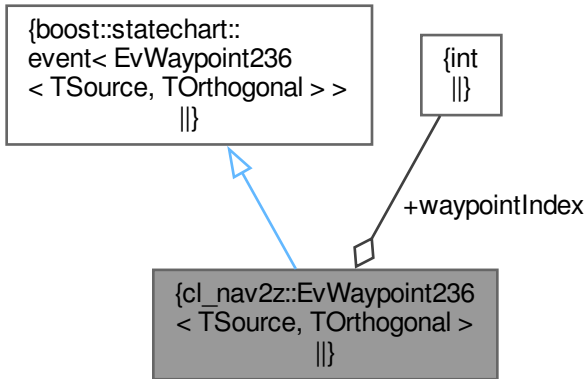 {boost::statechart::
event< EvWaypoint236
< TSource, TOrthogonal > >
||}
{int
||}
+waypointIndex
{cl_nav2z::EvWaypoint236
< TSource, TOrthogonal >
||}